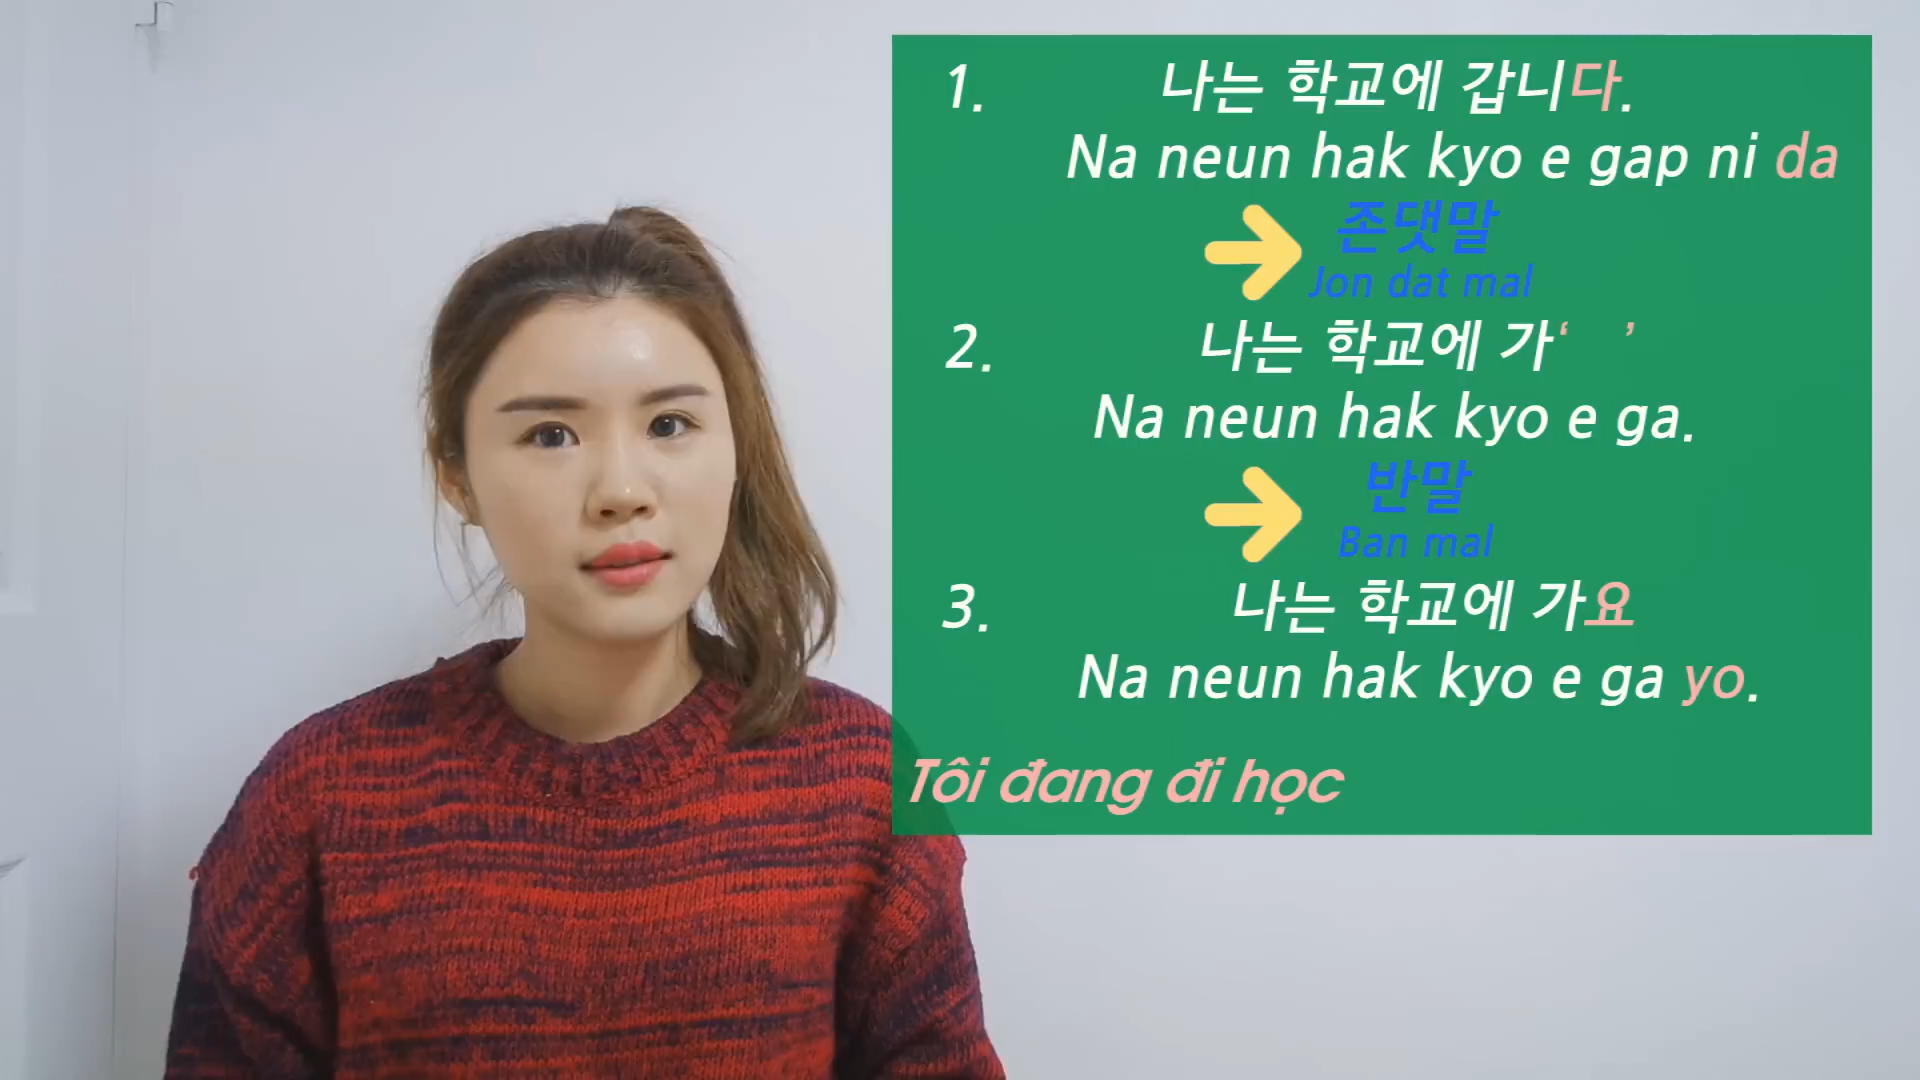 1. 나는 학교에 갑니다.
Na neun hak kyo e gap ni da
존댓말
Jon dat mal
2. 나는 학교에 가‘ ’
Na neun hak kyo e ga.
반말
Ban mal
3. 나는 학교에 가요
Na neun hak kyo e ga yo.
Tôi đang đi học